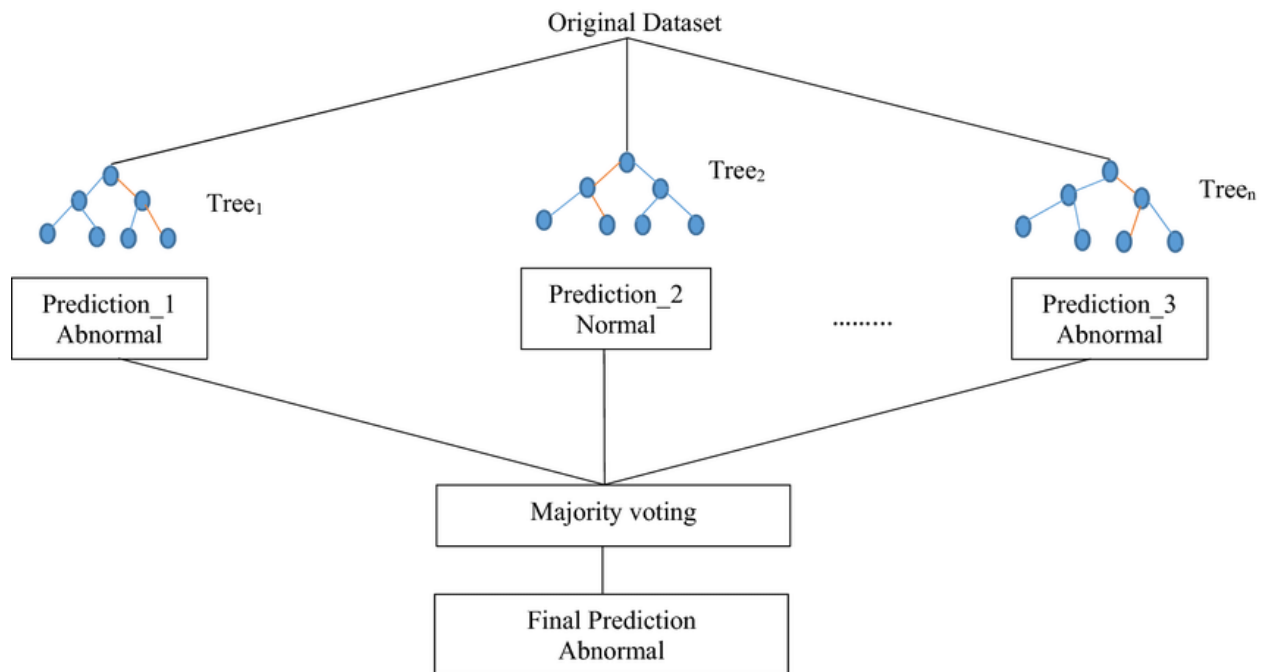 Original Dataset
Tree₁
Tree₂
Treeₙ
Prediction_1
Abnormal
Prediction_2
Normal
.........
Prediction_3
Abnormal
Majority voting
Final Prediction
Abnormal